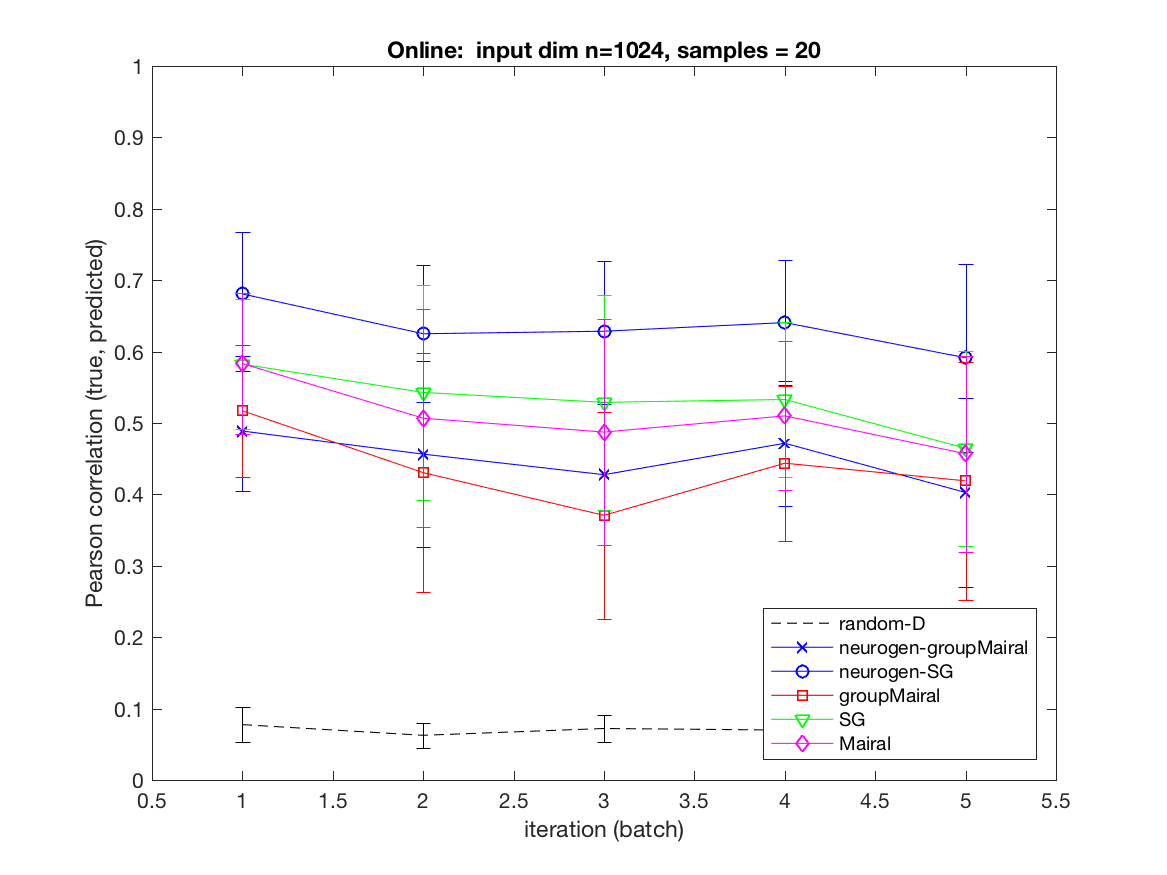 Online:  input dim n=1024, samples = 20
Pearson correlation (true, predicted)
1
0.9
0.8
0.7
0.6
0.5
0.4
0.3
0.2
0.1
0
random-D
neurogen-groupMairal
neurogen-SG
groupMairal
SG
Mairal
0.5 1 1.5 2 2.5 3 3.5 4 4.5 5 5.5
iteration (batch)